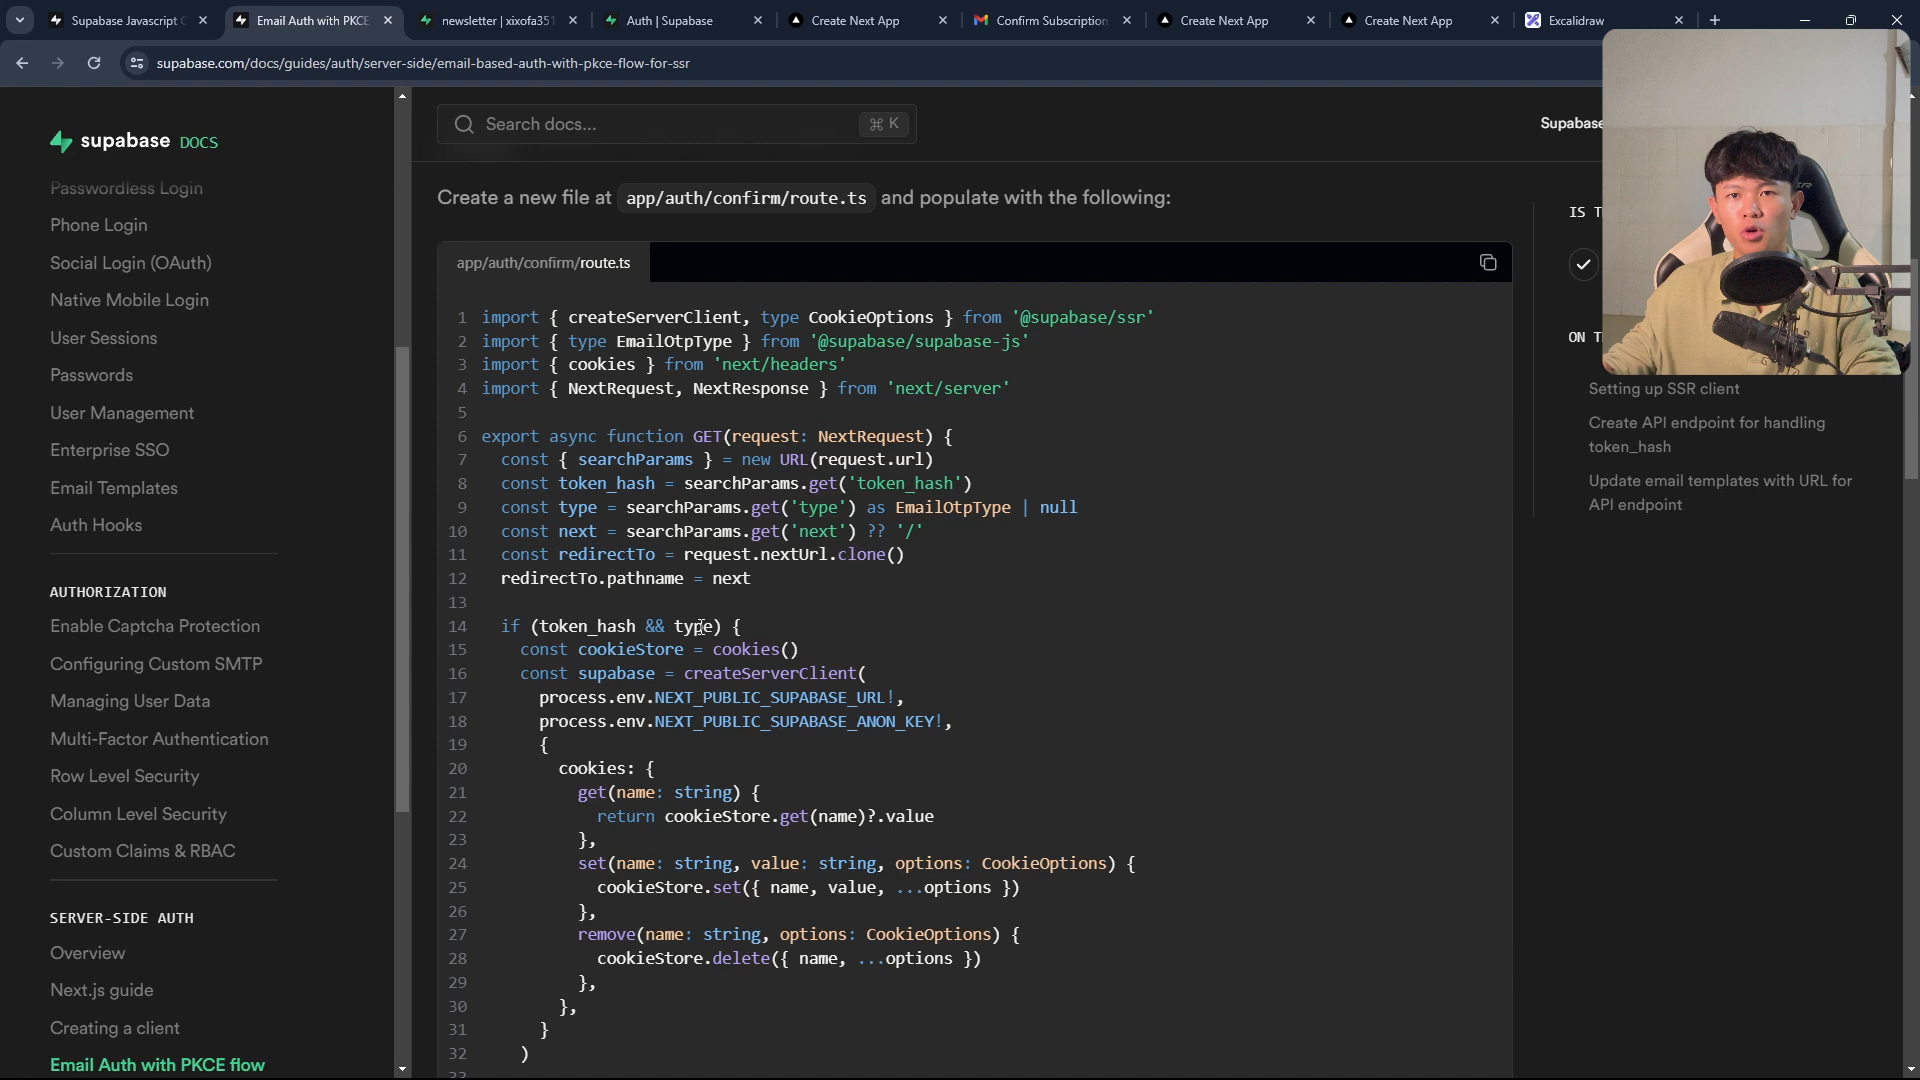 Supabase Javascript C
Email Auth with PKCE
newsletter | xixofa351
Auth | Supabase
Create Next App
Confirm Subscription
Create Next App
Create Next App
Excalidraw
supabase.com/docs/guides/auth/server-side/email-based-auth-with-pkce-flow-for-ssr
supabase DOCS
Search docs...
⌘ K
Supabase
Passwordless Login
Phone Login
Social Login (OAuth)
Native Mobile Login
User Sessions
Passwords
User Management
Enterprise SSO
Email Templates
Auth Hooks
AUTHORIZATION
Enable Captcha Protection
Configuring Custom SMTP
Managing User Data
Multi-Factor Authentication
Row Level Security
Column Level Security
Custom Claims & RBAC
SERVER-SIDE AUTH
Overview
Next.js guide
Creating a client
Email Auth with PKCE flow
Create a new file at app/auth/confirm/route.ts and populate with the following:
app/auth/confirm/route.ts
1 import { createServerClient, type CookieOptions } from '@supabase/ssr'
2 import { type EmailOtpType } from '@supabase/supabase-js'
3 import { cookies } from 'next/headers'
4 import { NextRequest, NextResponse } from 'next/server'
5
6 export async function GET(request: NextRequest) {
7 const { searchParams } = new URL(request.url)
8 const token_hash = searchParams.get('token_hash')
9 const type = searchParams.get('type') as EmailOtpType | null
10 const next = searchParams.get('next') ?? '/'
11 const redirectTo = request.nextUrl.clone()
12 redirectTo.pathname = next
13
14 if (token_hash && type) {
15 const cookieStore = cookies()
16 const supabase = createServerClient(
17 process.env.NEXT_PUBLIC_SUPABASE_URL!,
18 process.env.NEXT_PUBLIC_SUPABASE_ANON_KEY!,
19 {
20 cookies: {
21 get(name: string) {
22 return cookieStore.get(name)?.value
23 },
24 set(name: string, value: string, options: CookieOptions) {
25 cookieStore.set({ name, value, ...options })
26 },
27 remove(name: string, options: CookieOptions) {
28 cookieStore.delete({ name, ...options })
29 },
30 },
31 }
32 )
IS T
ON T
Setting up SSR client
Create API endpoint for handling
token_hash
Update email templates with URL for
API endpoint